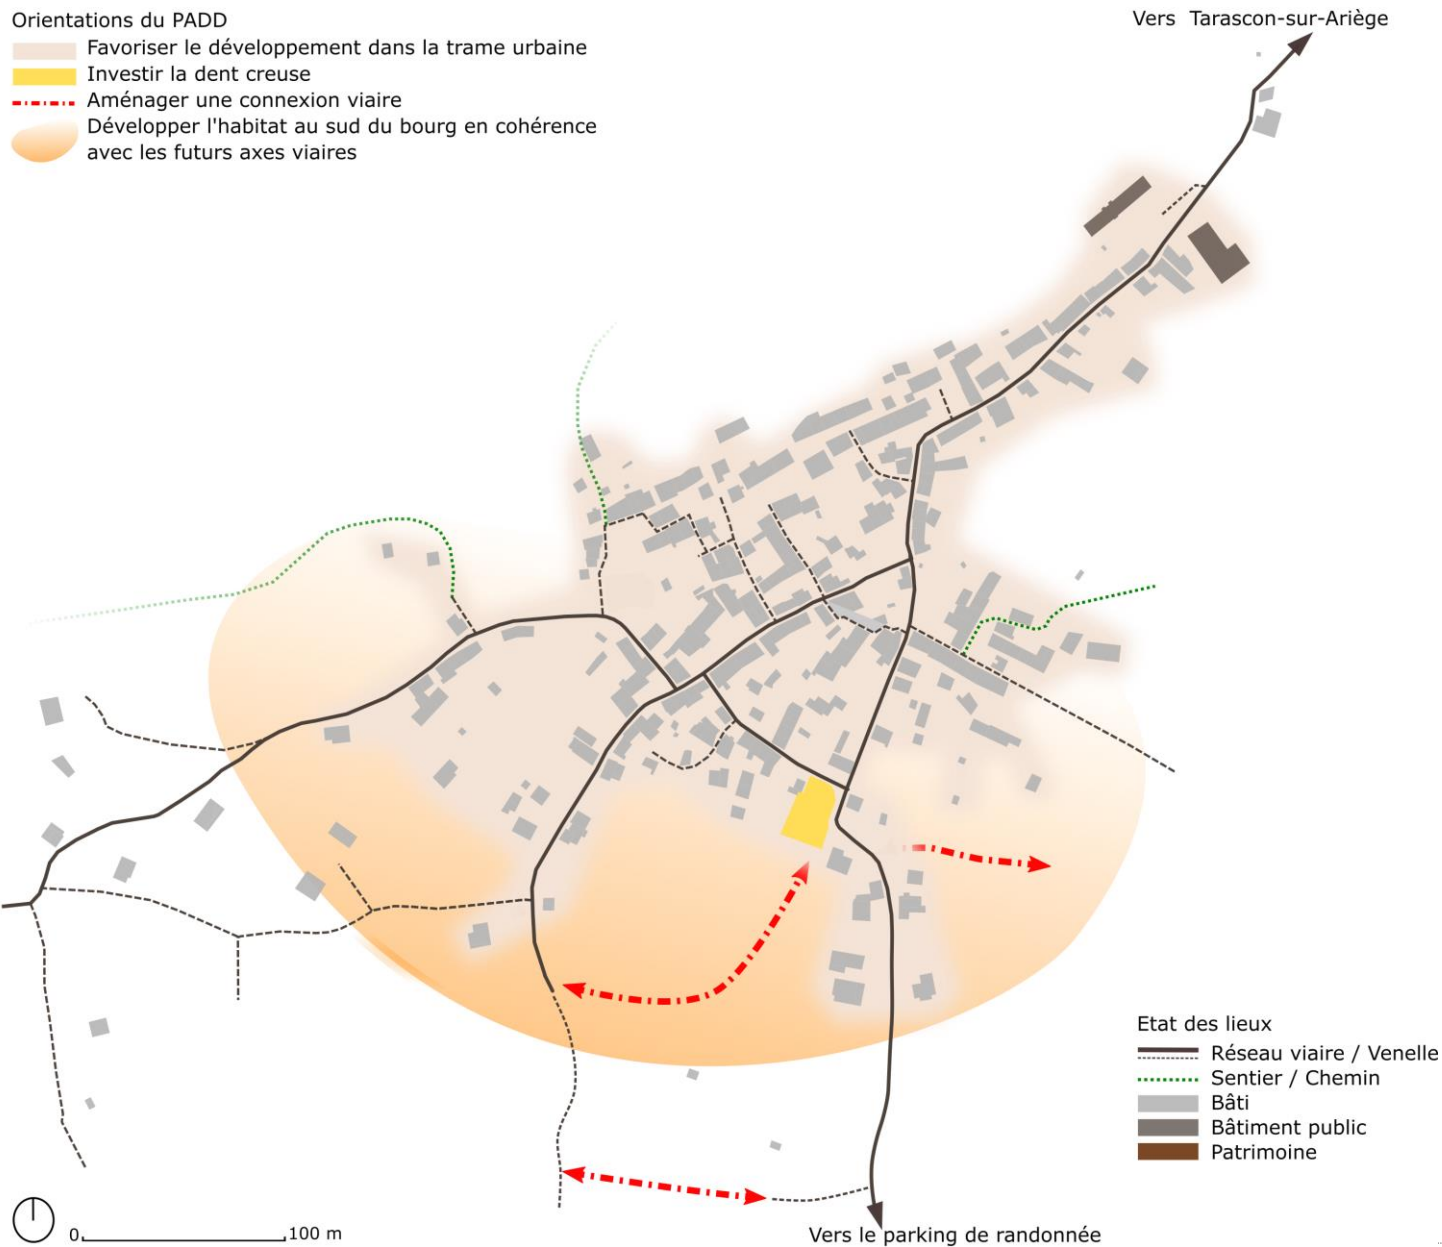 Orientations du PADD
Favoriser le développement dans la trame urbaine
Investir la dent creuse
Aménager une connexion viaire
Développer l'habitat au sud du bourg en cohérence
avec les futurs axes viaires
Vers Tarascon-sur-Ariège
Etat des lieux
Réseau viaire / Venelle
Sentier / Chemin
Bâti
Bâtiment public
Patrimoine
0 100 m
Vers le parking de randonnée